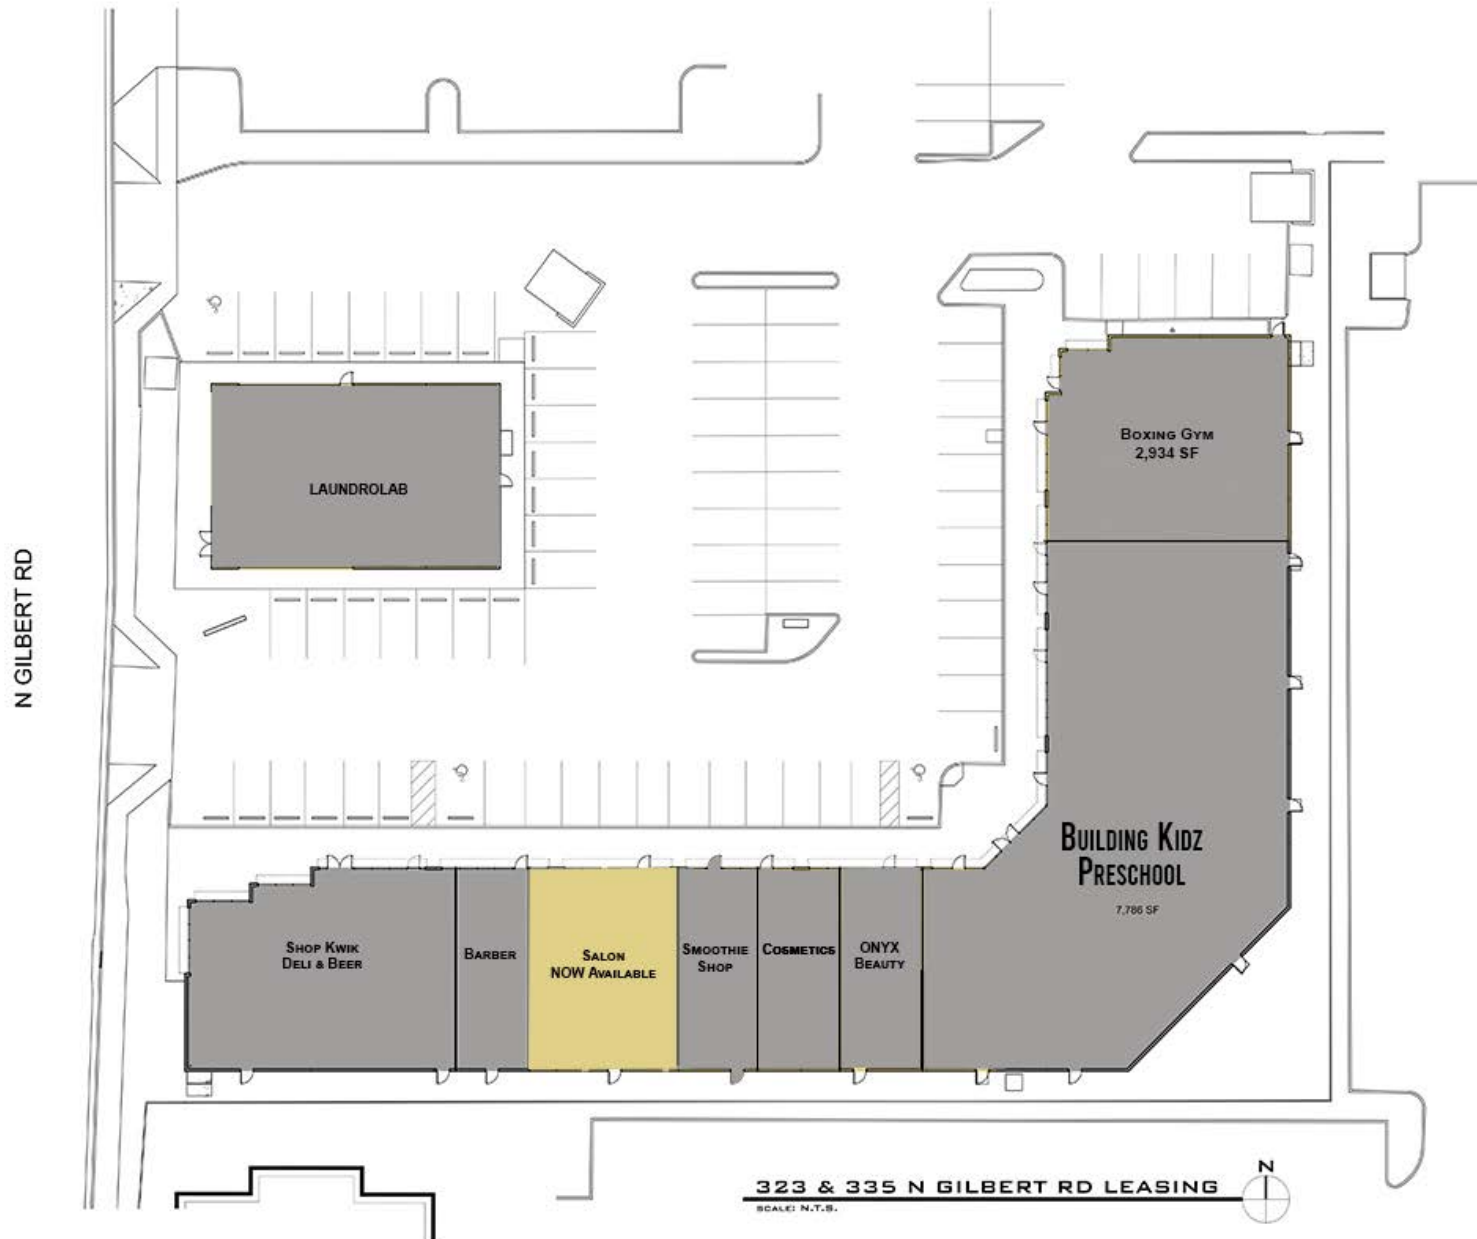 N GILBERT RD
LAUNDROLAB
BOXING GYM
2,934 SF
BUILDING KIDZ
PRESCHOOL
7,786 SF
SHOP KWIK
DELI & BEER
BARBER
SALON
NOW AVAILABLE
SMOOTHIE
SHOP
COSMETICS
ONYX
BEAUTY
323 & 335 N GILBERT RD LEASING
SCALE: N.T.S.
N